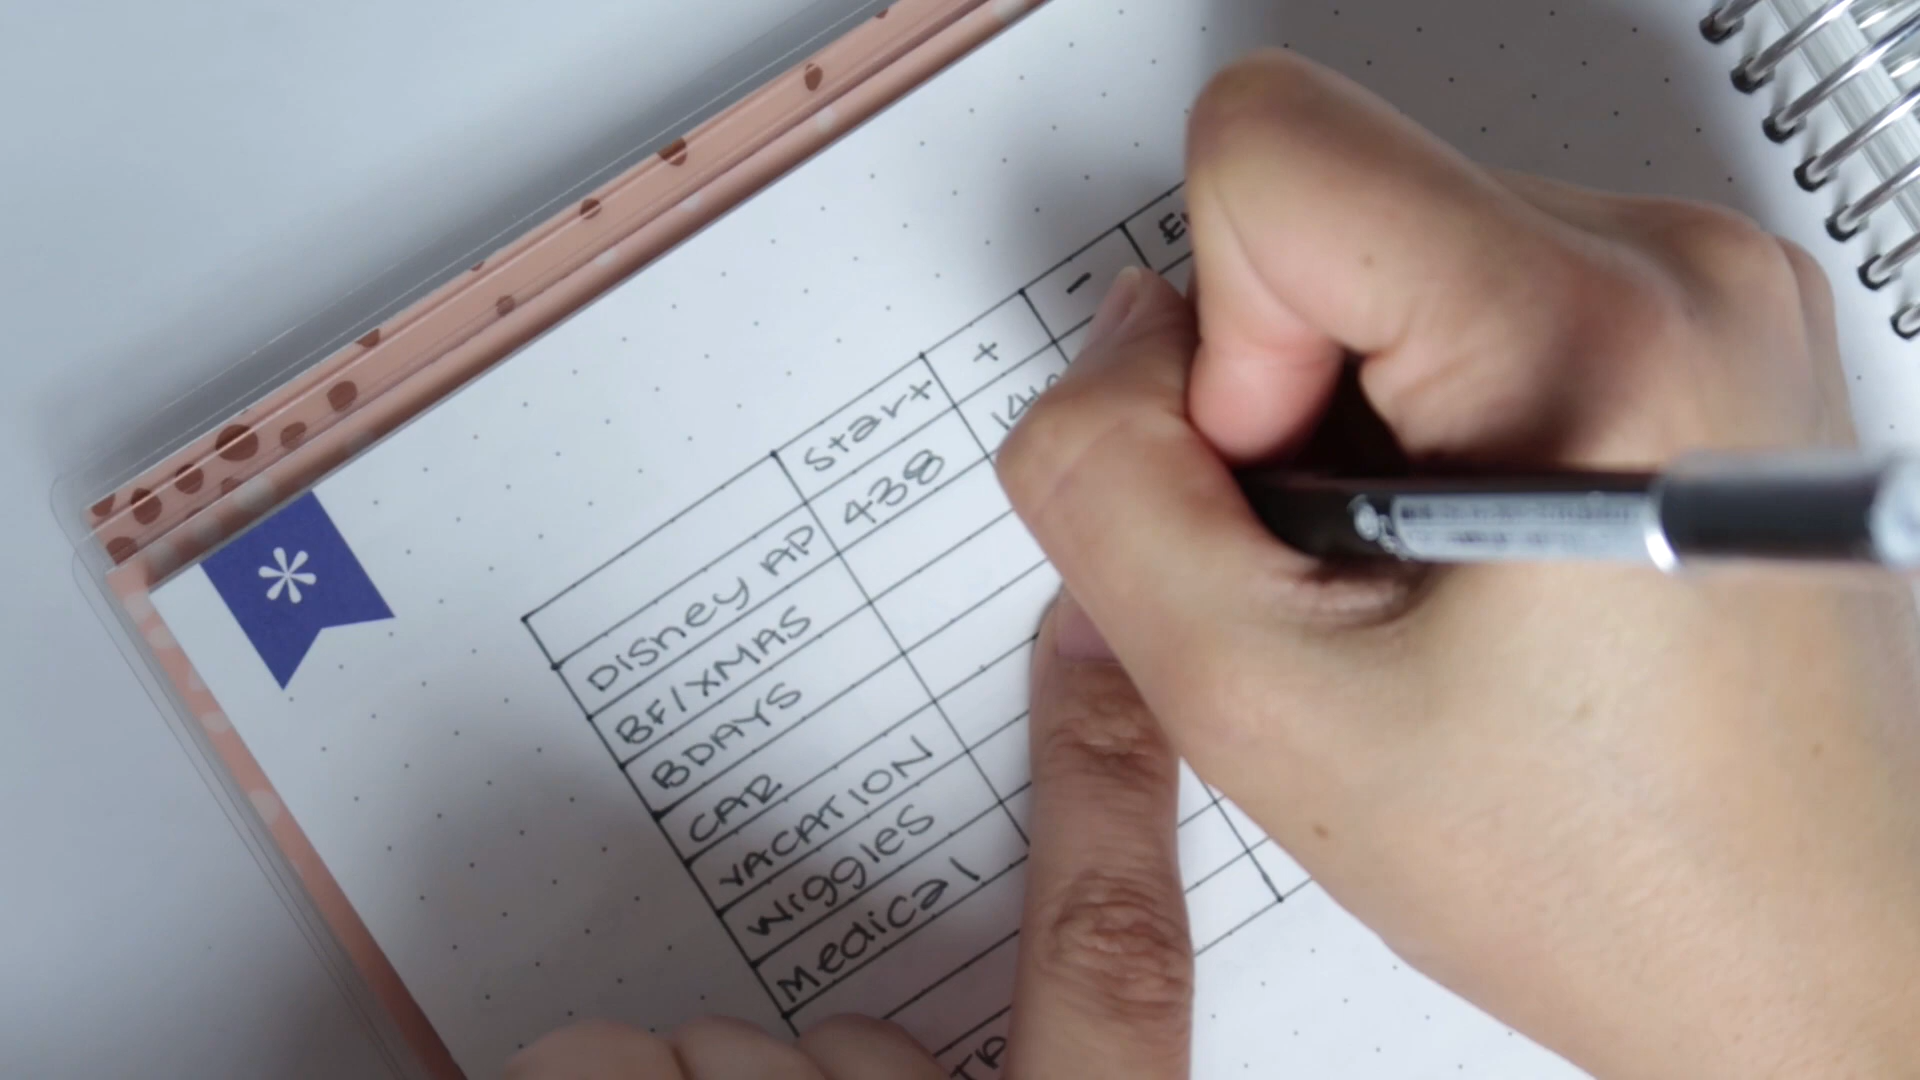 Start + -
DISNEY AP 438
BF/XMAS
BDAYS
CAR
VACATION
Wiggles
Medical